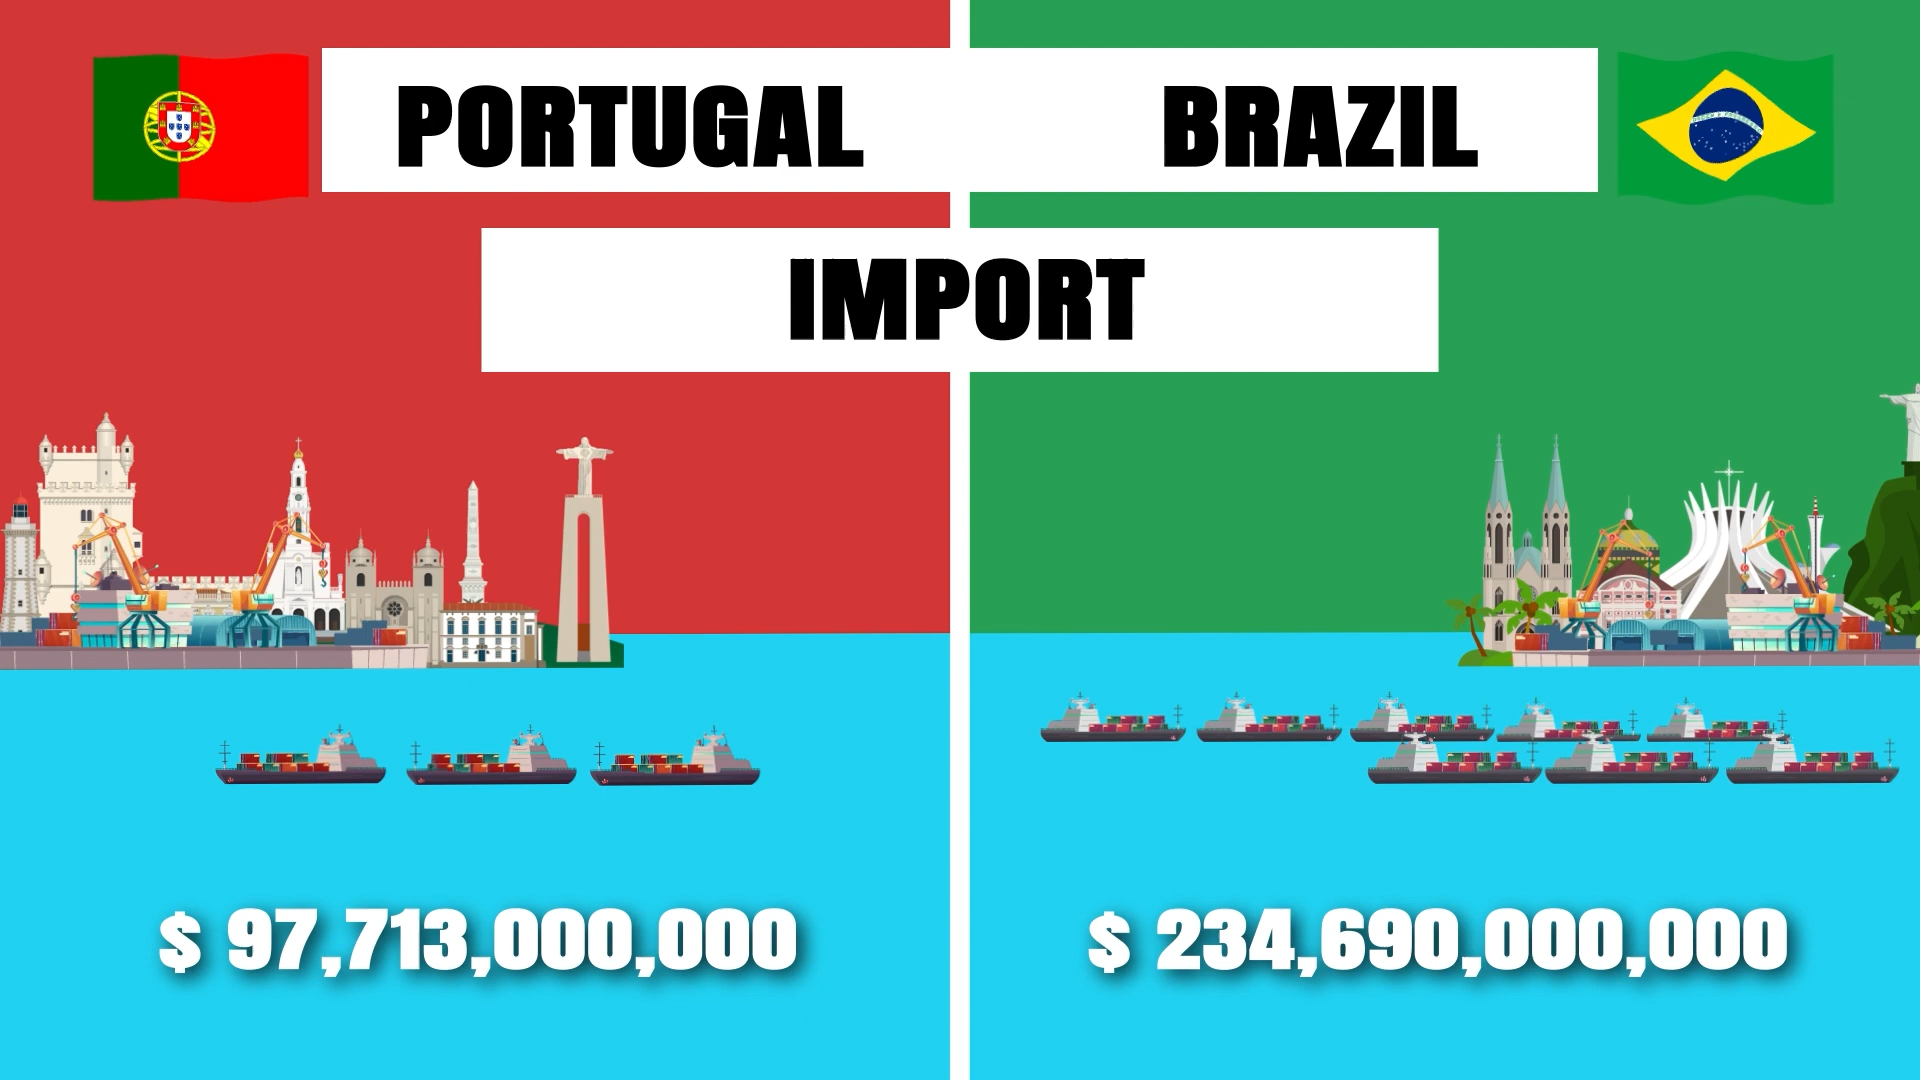 PORTUGAL
BRAZIL
IMPORT
$ 97,713,000,000
$ 234,690,000,000